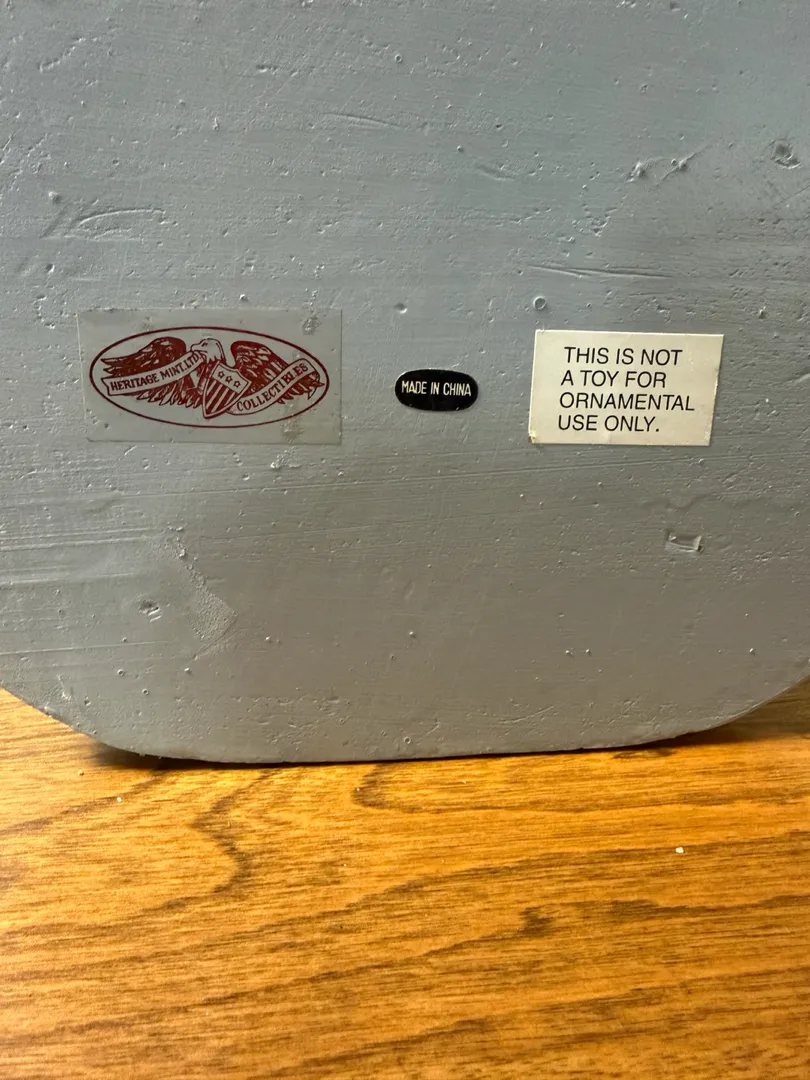 HERITAGE MINT, LTD
COLLECTIBLES
MADE IN CHINA
THIS IS NOT
A TOY FOR
ORNAMENTAL
USE ONLY.